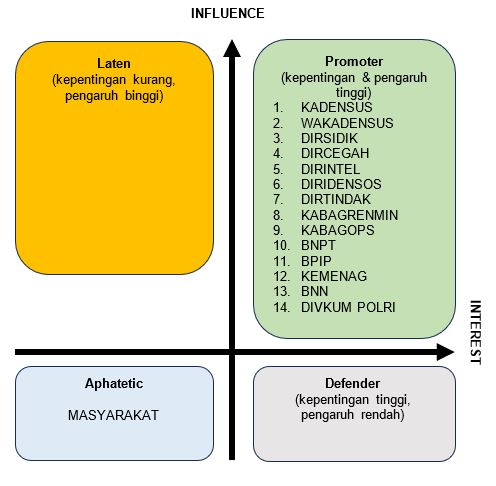 INFLUENCE
Laten
(kepentingan kurang,
pengaruh binggi)
Promoter
(kepentingan & pengaruh
tinggi)
1. KADENSUS
2. WAKADENSUS
3. DIRSIDIK
4. DIRCEGAH
5. DIRINTEL
6. DIRIDENSOS
7. DIRTINDAK
8. KABAGRENMIN
9. KABAGOPS
10. BNPT
11. BPIP
12. KEMENAG
13. BNN
14. DIVKUM POLRI
INTEREST
Aphatetic
MASYARAKAT
Defender
(kepentingan tinggi,
pengaruh rendah)